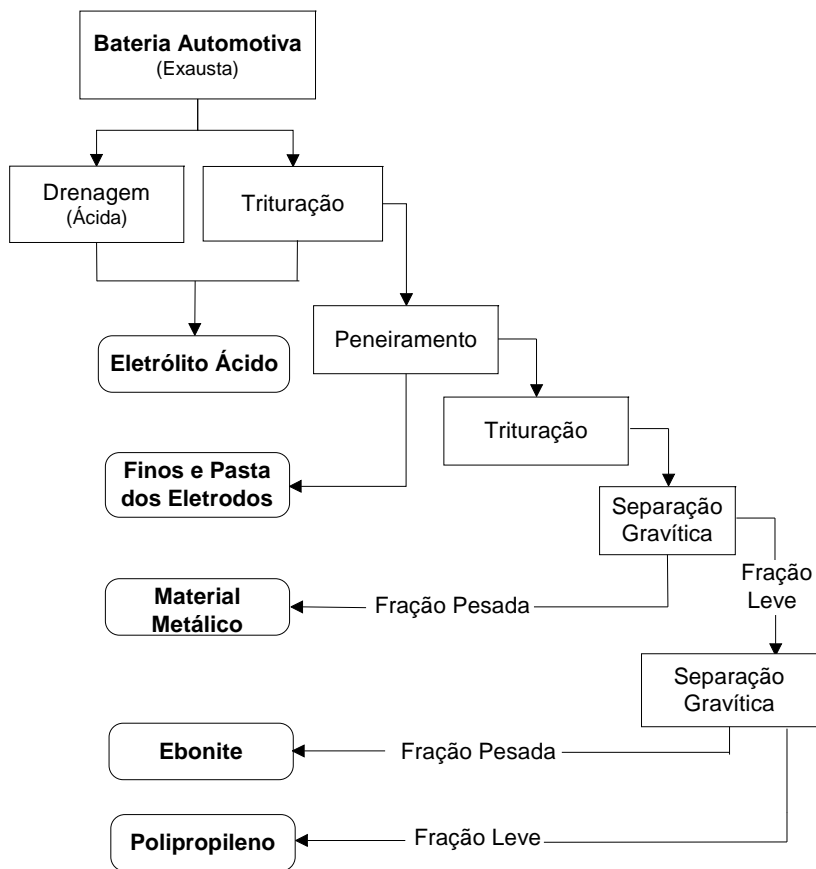 Bateria Automotiva
(Exausta)
Drenagem
(Ácida)
Trituração
Peneiramento
Eletrólito Ácido
Trituração
Finos e Pasta
dos Eletrodos
Separação
Gravítica
Fração
Leve
Material
Metálico
Fração Pesada
Separação
Gravítica
Ebonite
Fração Pesada
Polipropileno
Fração Leve